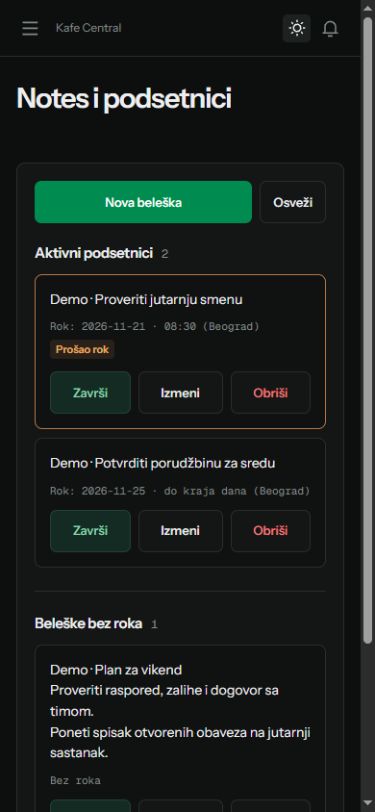 Kafe Central
Notes i podsetnici
Nova beleška
Osveži
Aktivni podsetnici 2
Demo · Proveriti jutarnju smenu
Rok: 2026-11-21 · 08:30 (Beograd)
Prošao rok
Završi
Izmeni
Obriši
Demo · Potvrditi porudžbinu za sredu
Rok: 2026-11-25 · do kraja dana (Beograd)
Završi
Izmeni
Obriši
Beleške bez roka 1
Demo · Plan za vikend
Proveriti raspored, zalihe i dogovor sa
timom.
Poneti spisak otvorenih obaveza na jutarnji
sastanak.
Bez roka